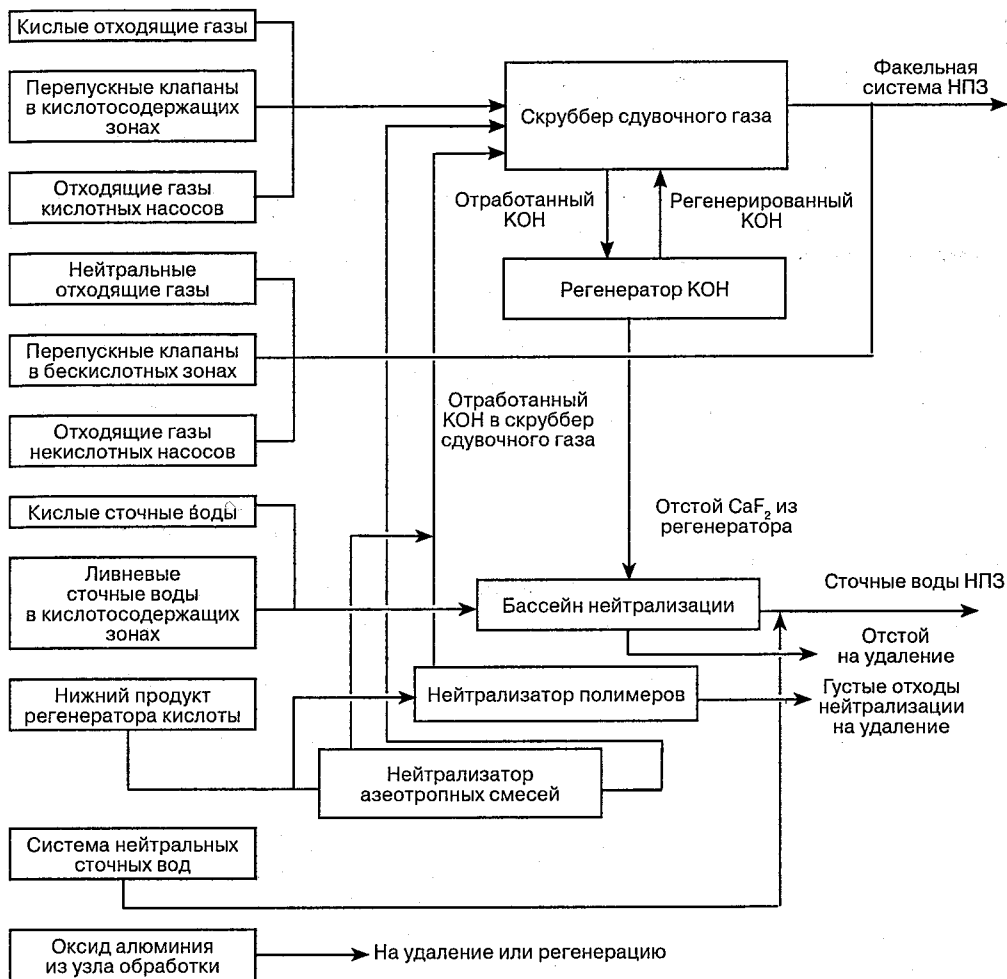 Кислые отходящие газы
Перепускные клапаны
в кислотосодержащих
зонах
Отходящие газы
кислотных насосов
Нейтральные
отходящие газы
Перепускные клапаны
в бескислотных зонах
Отходящие газы
некислотных насосов
Кислые сточные воды
Ливневые
сточные воды
в кислотосодержащих
зонах
Нижний продукт
регенератора кислоты
Система нейтральных
сточных вод
Оксид алюминия
из узла обработки
Скруббер сдувочного газа
Факельная
система НПЗ
Отработанный
КОН
Регенерированный
КОН
Регенератор КОН
Отработанный
КОН в скруббер
сдувочного газа
Отстой CaF₂ из
регенератора
Бассейн нейтрализации
Сточные воды НПЗ
Отстой
на удаление
Нейтрализатор полимеров
Густые отходы
нейтрализации
на удаление
Нейтрализатор
азеотропных смесей
На удаление или регенерацию